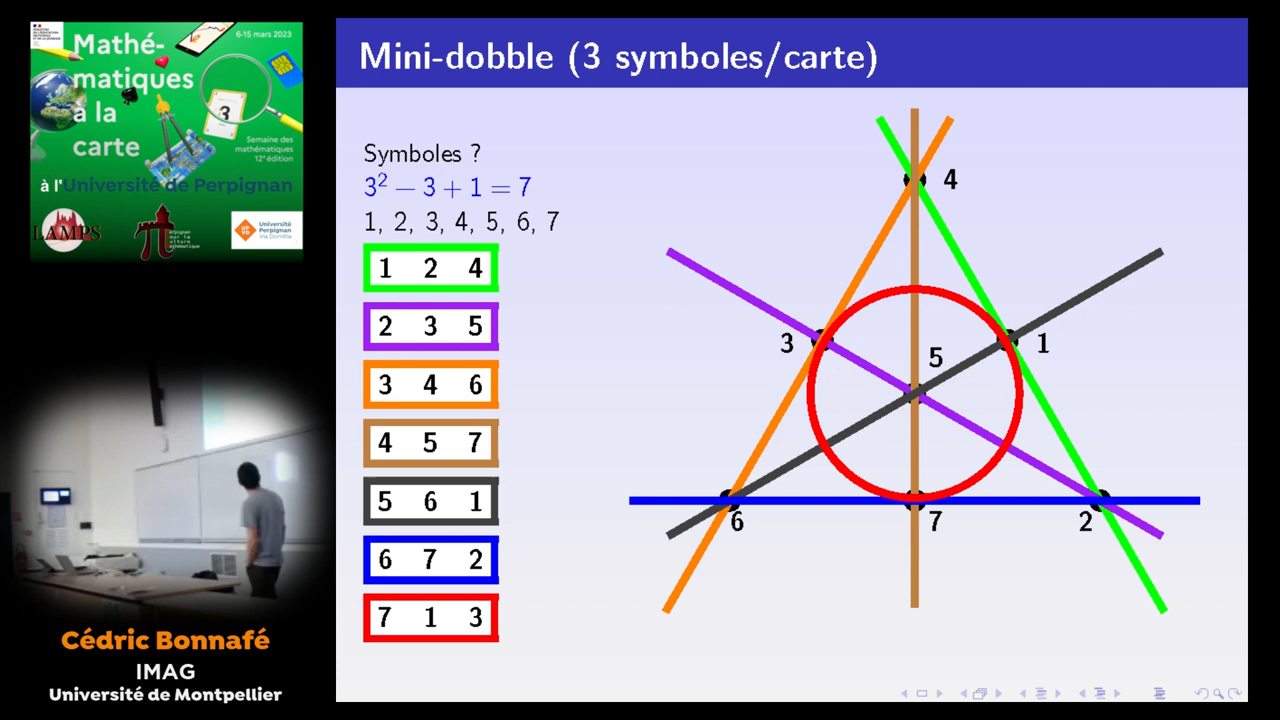 6-15 mars 2023
Mathé-
matiques
à la
carte
3
Semaine des
mathématiques
12e édition
à l'Université de Perpignan
LAMPS
Université
Perpignan
Via Domitia
Cédric Bonnafé
IMAG
Université de Montpellier
Mini-dobble (3 symboles/carte)
Symboles ?
3² − 3 + 1 = 7
1, 2, 3, 4, 5, 6, 7
1 2 4
2 3 5
3 4 6
4 5 7
5 6 1
6 7 2
7 1 3
4
3
1
5
6
7
2